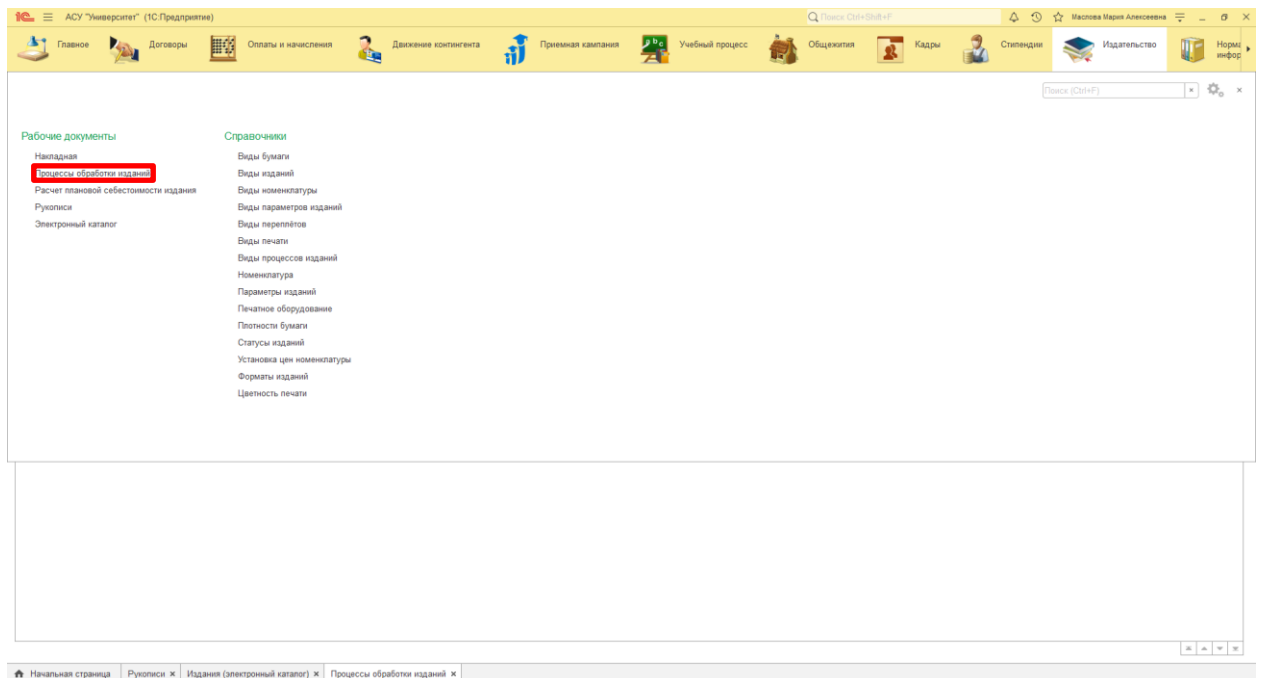 1С АСУ "Университет" (1С:Предприятие) Поиск Ctrl+Shift+F Маслова Мария Алексеевна
Главное Договоры Оплаты и начисления Движение контингента Приемная кампания Учебный процесс Общежития Кадры Стипендии Издательство Норма
инфор
Поиск (Ctrl+F)
Рабочие документы
Накладная
Процессы обработки изданий
Расчет плановой себестоимости издания
Рукописи
Электронный каталог
Справочники
Виды бумаги
Виды изданий
Виды номенклатуры
Виды параметров изданий
Виды переплётов
Виды печати
Виды процессов изданий
Номенклатура
Параметры изданий
Печатное оборудование
Плотности бумаги
Статусы изданий
Установка цен номенклатуры
Форматы изданий
Цветность печати
Начальная страница Рукописи Издания (электронный каталог) Процессы обработки изданий